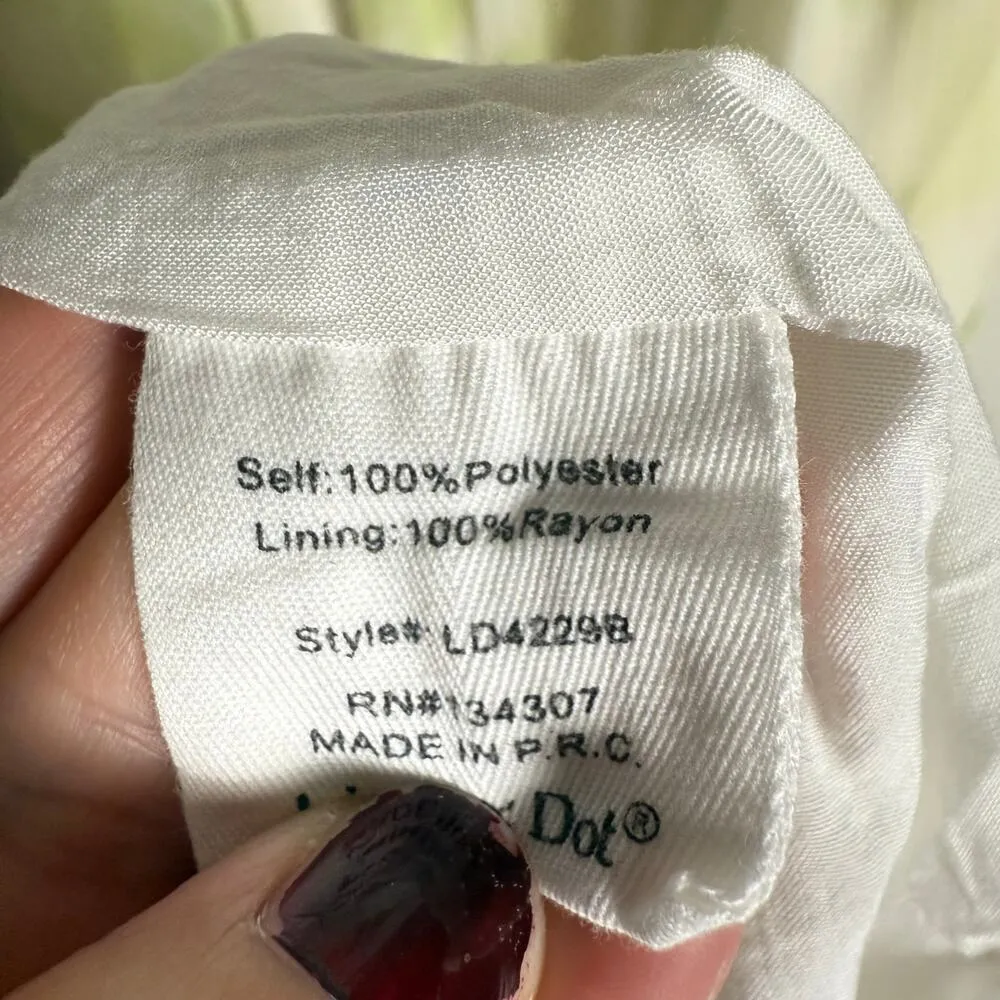 Self:100%Polyester
Lining:100%Rayon
Style# LD4229B
RN#134307
MADE IN P.R.C.
Dot®